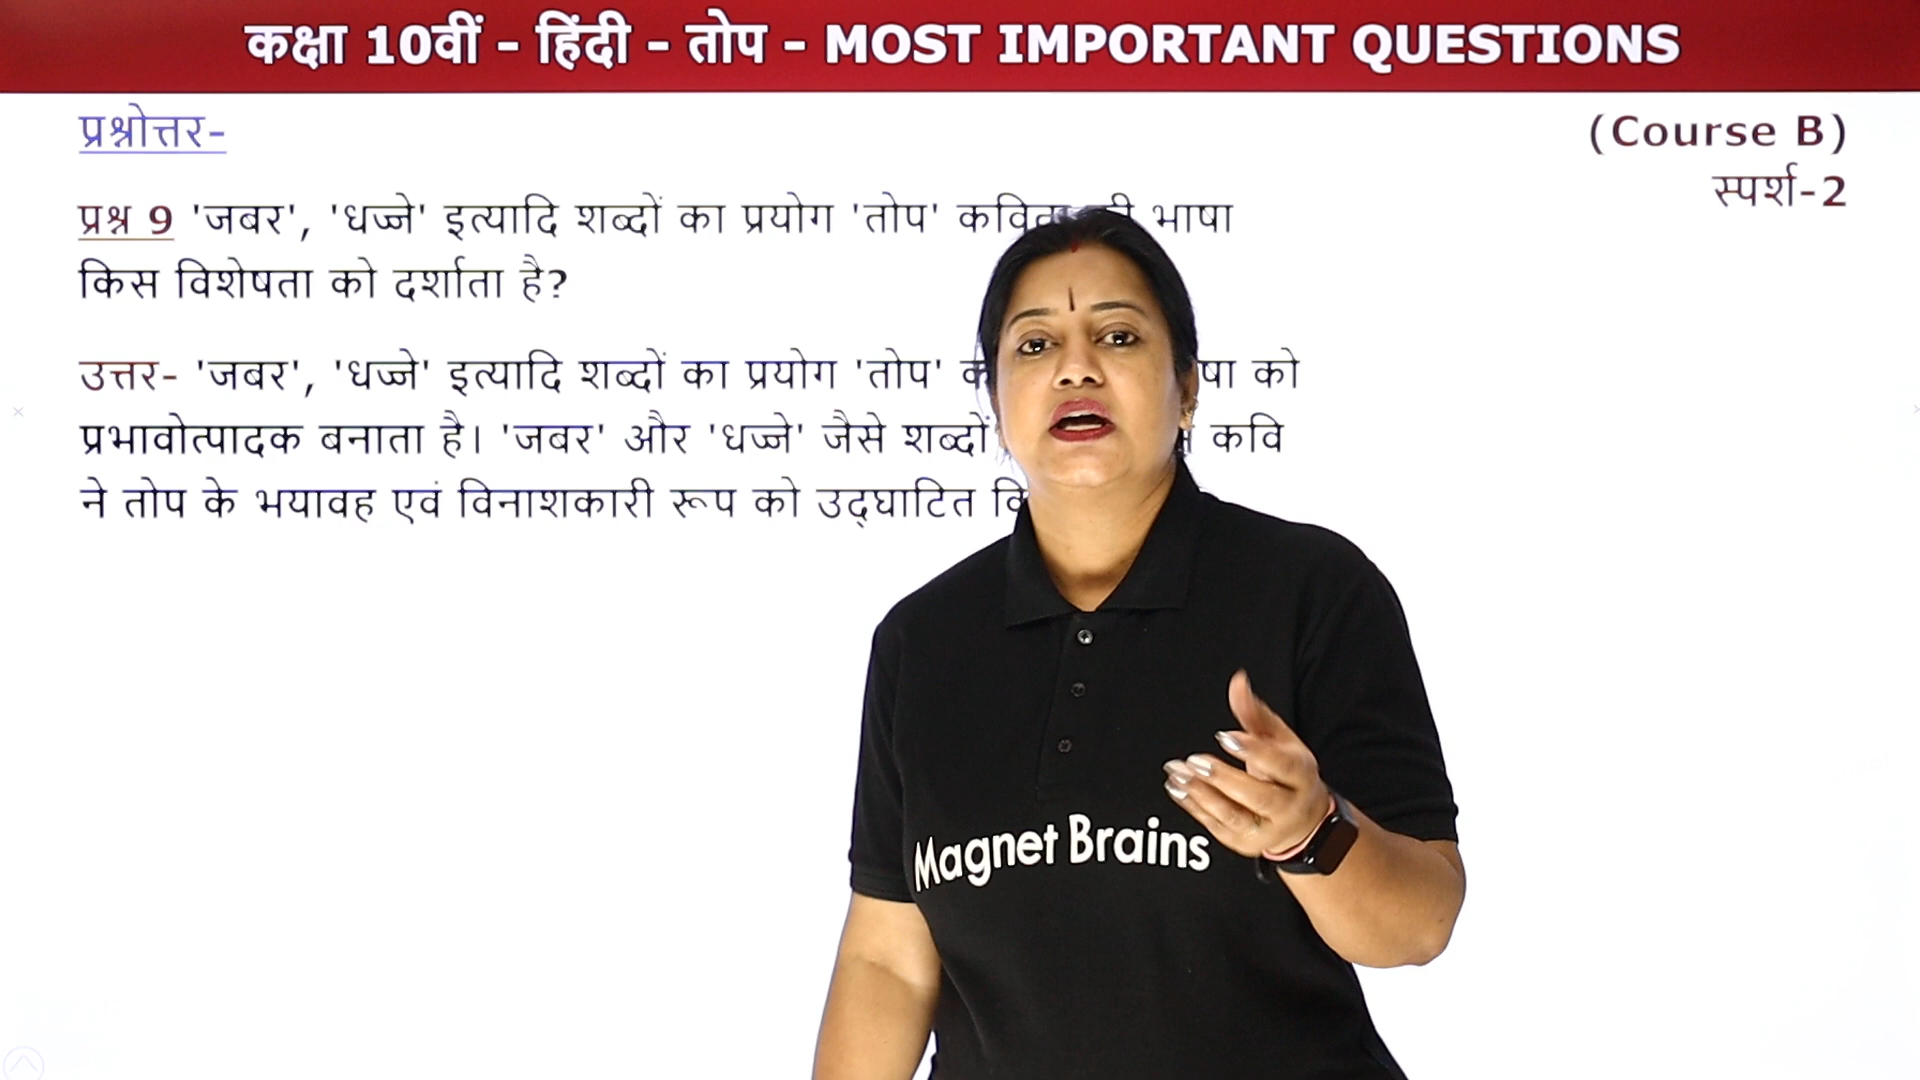 कक्षा 10वीं - हिंदी - तोप - MOST IMPORTANT QUESTIONS
प्रश्नोत्तर-
(Course B)
स्पर्श-2
प्रश्न 9 'जबर', 'धज्जे' इत्यादि शब्दों का प्रयोग 'तोप' भाषा
किस विशेषता को दर्शाता है?
उत्तर- 'जबर', 'धज्जे' इत्यादि शब्दों का प्रयोग 'तोप' को
प्रभावोत्पादक बनाता है। 'जबर' और 'धज्जे' जैसे शब्दों कवि
ने तोप के भयावह एवं विनाशकारी रूप को उद्घाटित
Magnet Brains